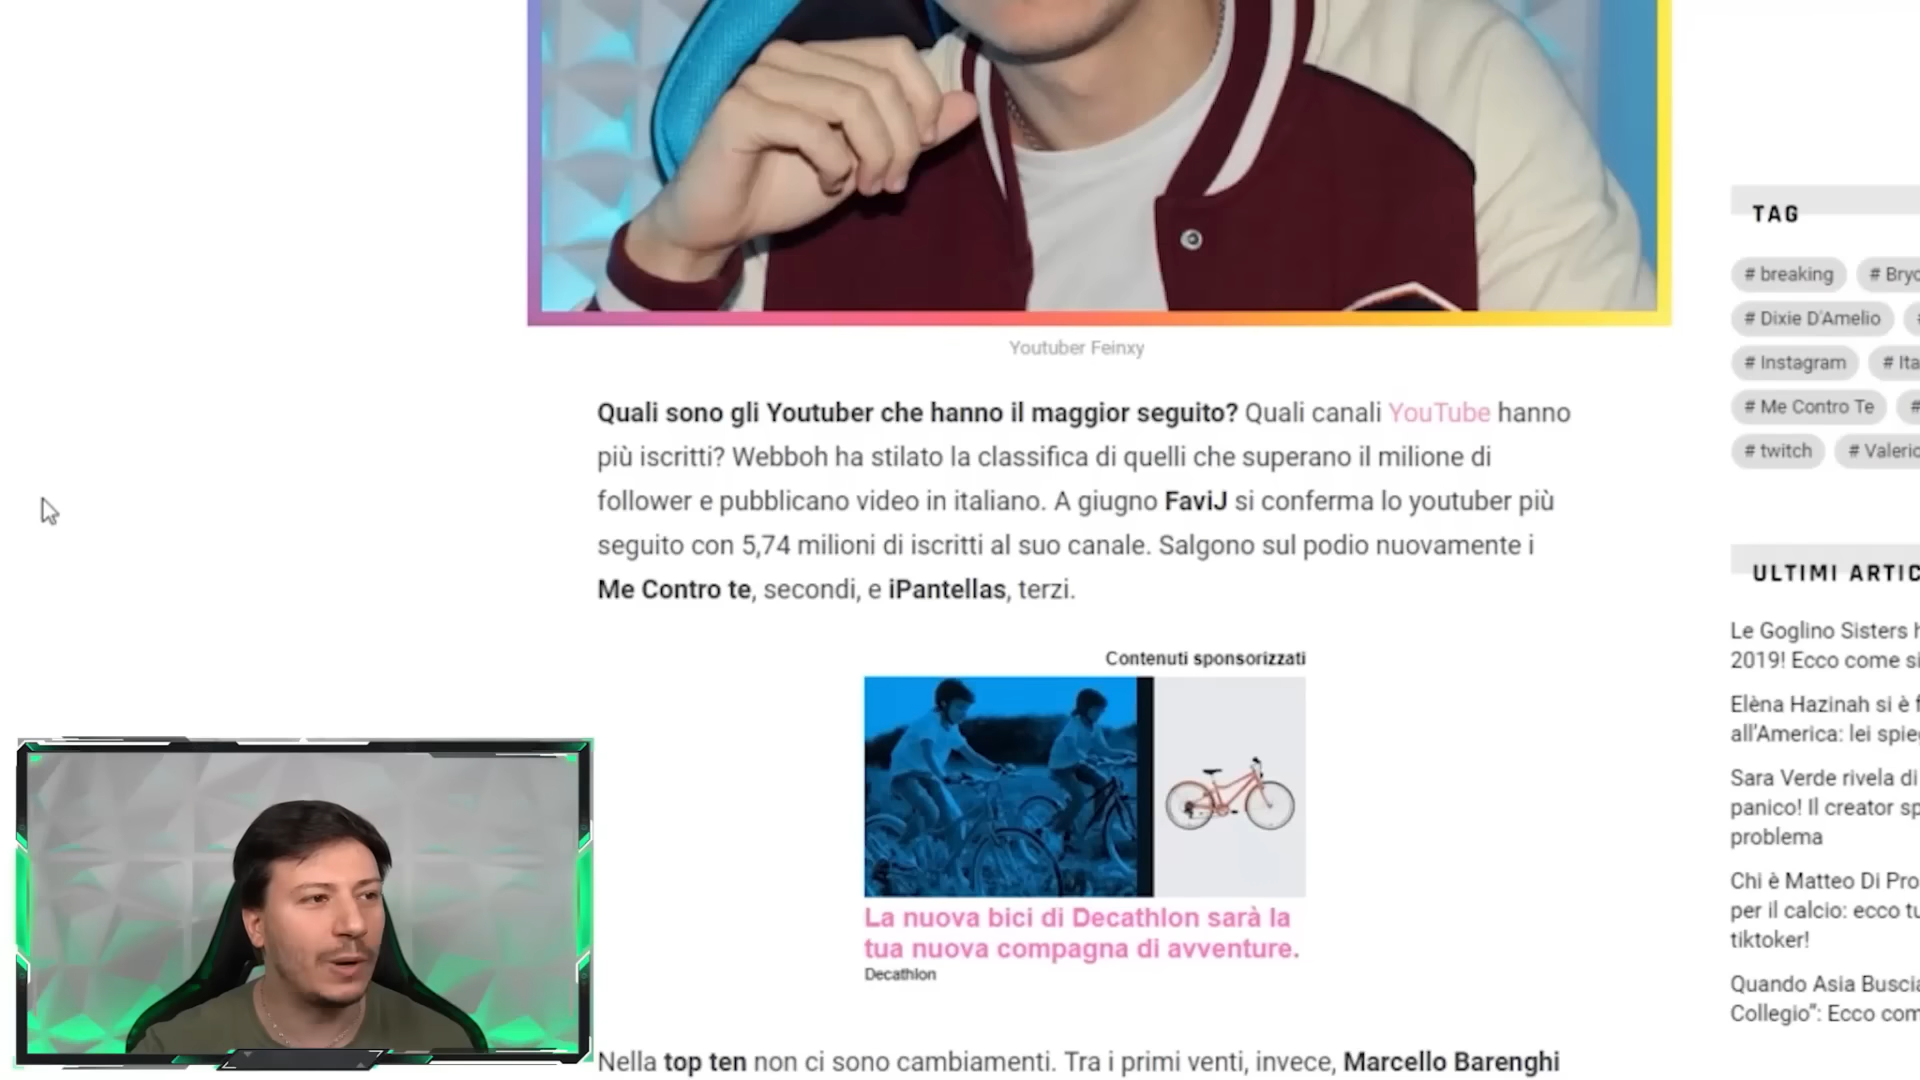 Youtuber Feinxy
Quali sono gli Youtuber che hanno il maggior seguito? Quali canali YouTube hanno
più iscritti? Webboh ha stilato la classifica di quelli che superano il milione di
follower e pubblicano video in italiano. A giugno FaviJ si conferma lo youtuber più
seguito con 5,74 milioni di iscritti al suo canale. Salgono sul podio nuovamente i
Me Contro te, secondi, e iPantellas, terzi.
Contenuti sponsorizzati
La nuova bici di Decathlon sarà la
tua nuova compagna di avventure.
Decathlon
Nella top ten non ci sono cambiamenti. Tra i primi venti, invece, Marcello Barenghi
TAG
# breaking
# Dixie D'Amelio
# Instagram
# Me Contro Te
# twitch
ULTIMI
Le Goglino Sisters
2019! Ecco come
Elèna Hazinah si è
all'America: lei
Sara Verde rivela di
panico! Il creator
problema
Chi è Matteo Di
per il calcio: ecco
tiktoker!
Quando Asia
Collegio": Ecco